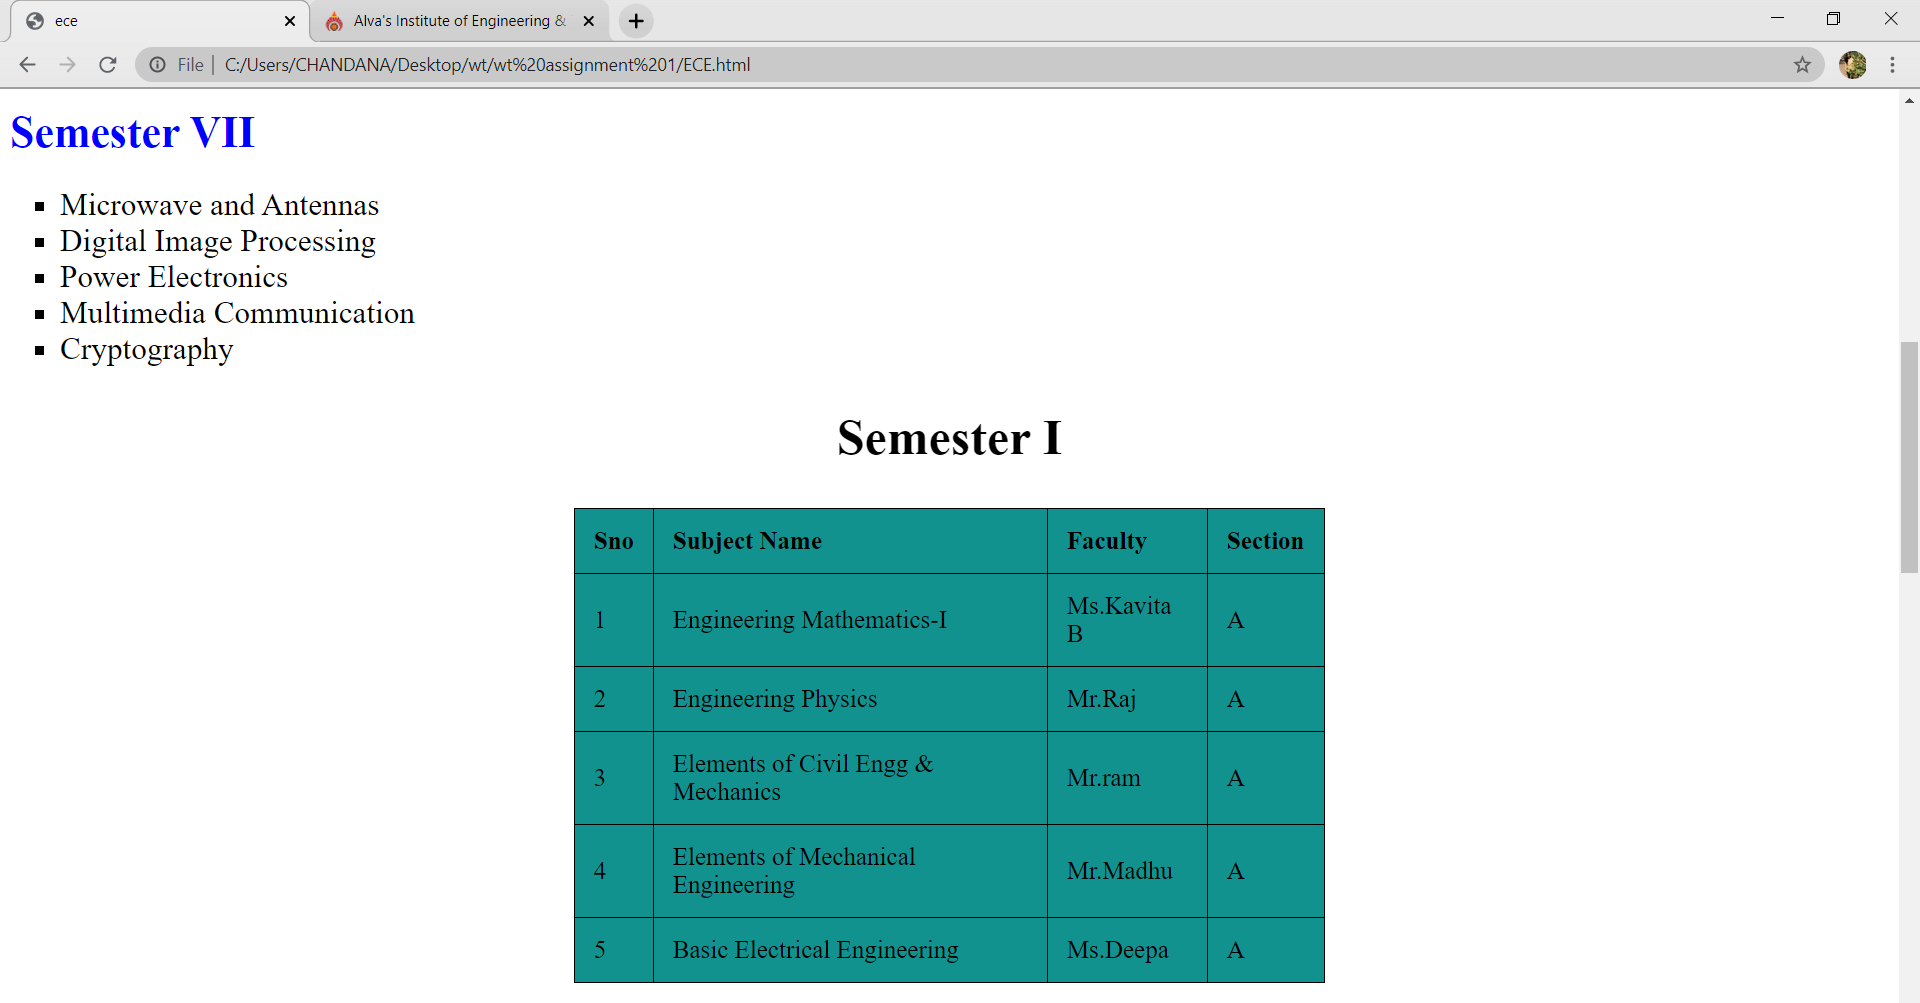 ece
Alva's Institute of Engineering &
File
C:/Users/CHANDANA/Desktop/wt/wt%20assignment%201/ECE.html
Semester VII
Microwave and Antennas
Digital Image Processing
Power Electronics
Multimedia Communication
Cryptography
Semester I
Sno Subject Name Faculty Section
1 Engineering Mathematics-I Ms.Kavita B A
2 Engineering Physics Mr.Raj A
3 Elements of Civil Engg & Mechanics Mr.ram A
4 Elements of Mechanical Engineering Mr.Madhu A
5 Basic Electrical Engineering Ms.Deepa A